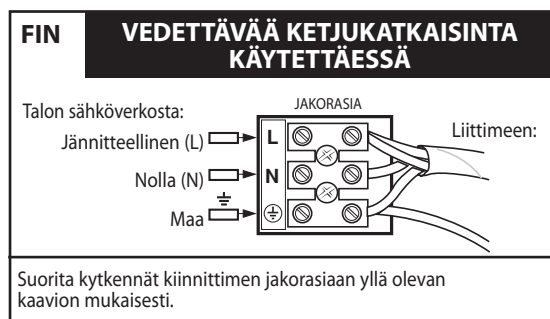 FIN
VEDETTÄVÄÄ KETJUKATKAISINTA
KÄYTETTÄESSÄ
JAKORASIA
Talon sähköverkosta:
Jännitteellinen (L)
L
Liittimeen:
Nolla (N)
N
Maa
Suorita kytkennät kiinnittimen jakorasiaan yllä olevan
kaavion mukaisesti.